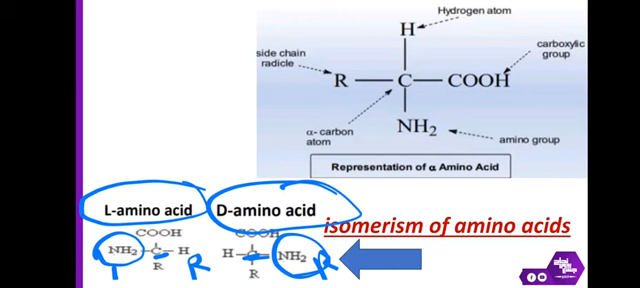 Hydrogen atom
H
carboxylic
group
side chain
radicle
R — C — COOH
α- carbon
atom
NH2
amino group
Representation of α Amino Acid
L-amino acid
D-amino acid
isomerism of amino acids
COOH
NH2 — C — H
R
R
COOH
H — C — NH2
R
R